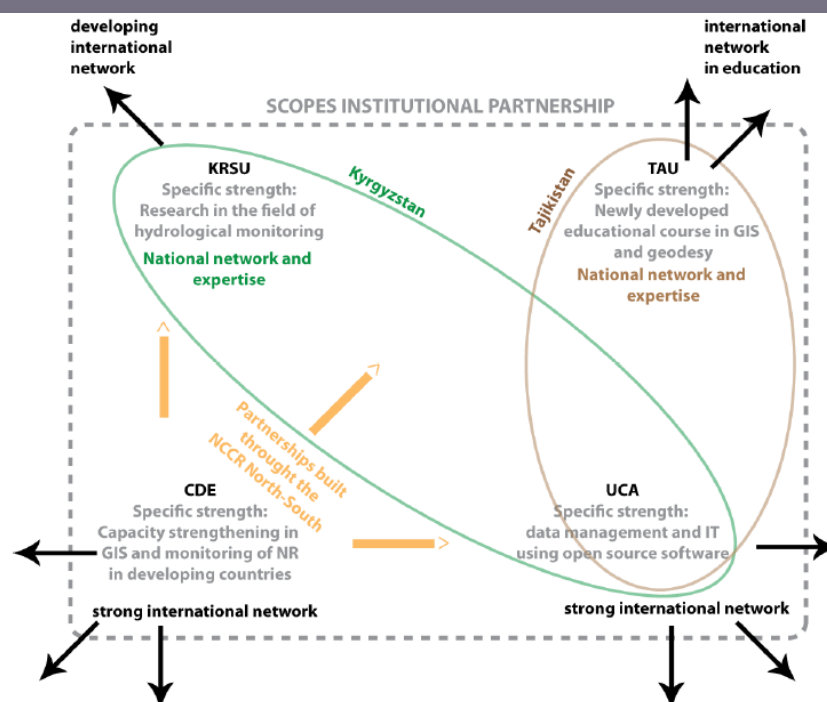 developing
international
network
international
network
in education
SCOPES INSTITUTIONAL PARTNERSHIP
KRSU
Specific strength:
Research in the field of
hydrological monitoring
National network and
expertise
Kyrgyzstan
Tajikistan
TAU
Specific strength:
Newly developed
educational course in GIS
and geodesy
National network and
expertise
Partnerships built
throught the
NCCR North-South
CDE
Specific strength:
Capacity strengthening in
GIS and monitoring of NR
in developing countries
strong international network
UCA
Specific strength:
data management and IT
using open source software
strong international network